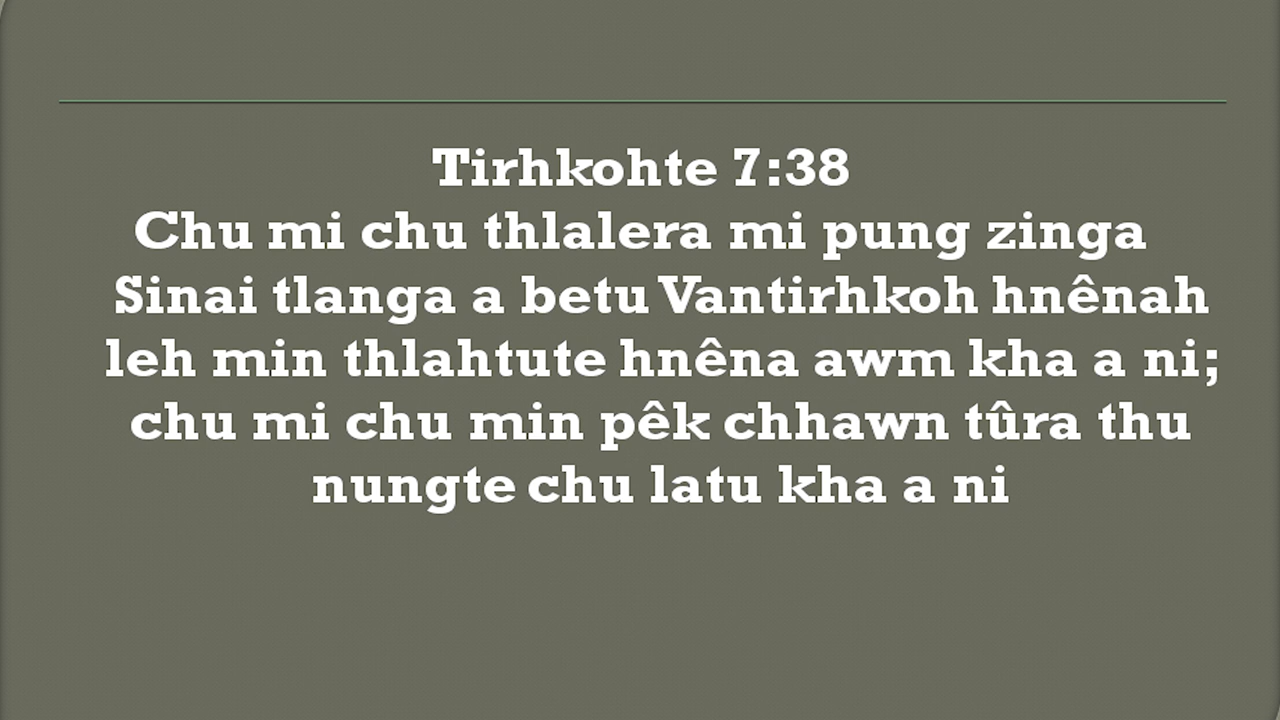 Tirhkohte 7:38
Chu mi chu thlalera mi pung zinga
Sinai tlanga a betu Vantirhkoh hnênah
leh min thlahtute hnêna awm kha a ni;
chu mi chu min pêk chhawn tûra thu
nungte chu latu kha a ni